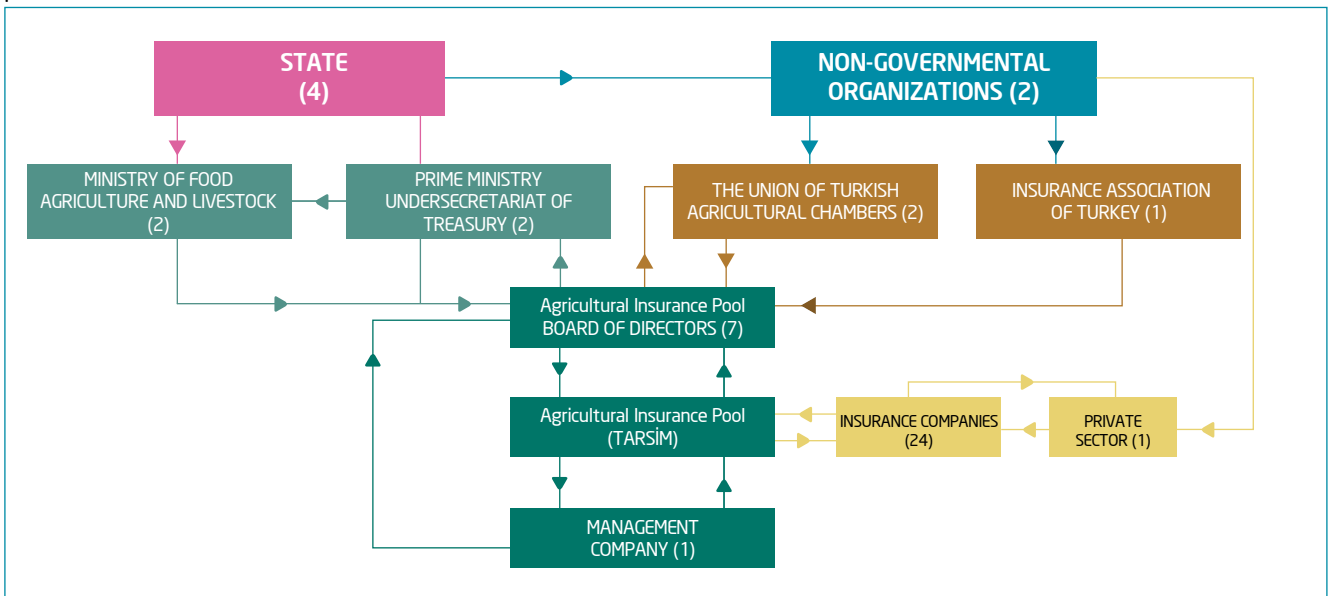 STATE
(4)
NON-GOVERNMENTAL
ORGANIZATIONS (2)
MINISTRY OF FOOD
AGRICULTURE AND LIVESTOCK
(2)
PRIME MINISTRY
UNDERSECRETARIAT OF
TREASURY (2)
THE UNION OF TURKISH
AGRICULTURAL CHAMBERS (2)
INSURANCE ASSOCIATION
OF TURKEY (1)
Agricultural Insurance Pool
BOARD OF DIRECTORS (7)
Agricultural Insurance Pool
(TARSİM)
INSURANCE COMPANIES
(24)
PRIVATE
SECTOR (1)
MANAGEMENT
COMPANY (1)